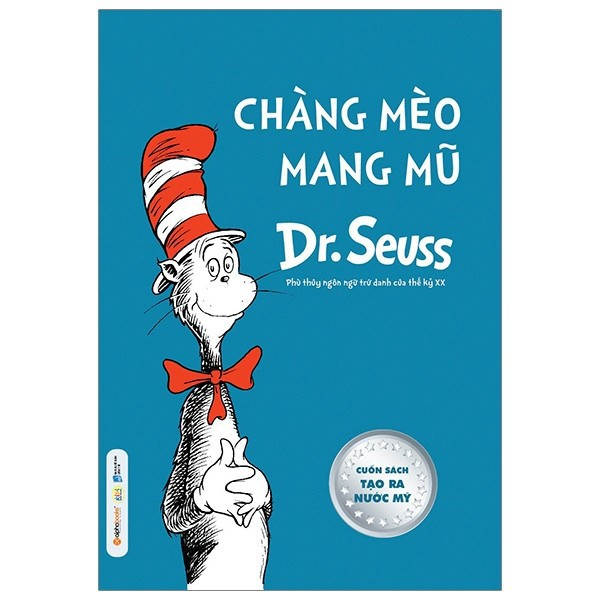 CHÀNG MÈO
MANG MŨ
Dr. Seuss
Phù thủy ngôn ngữ trứ danh của thế kỷ XX
CUỐN SÁCH
TẠO RA
NƯỚC MỸ
alphabooks